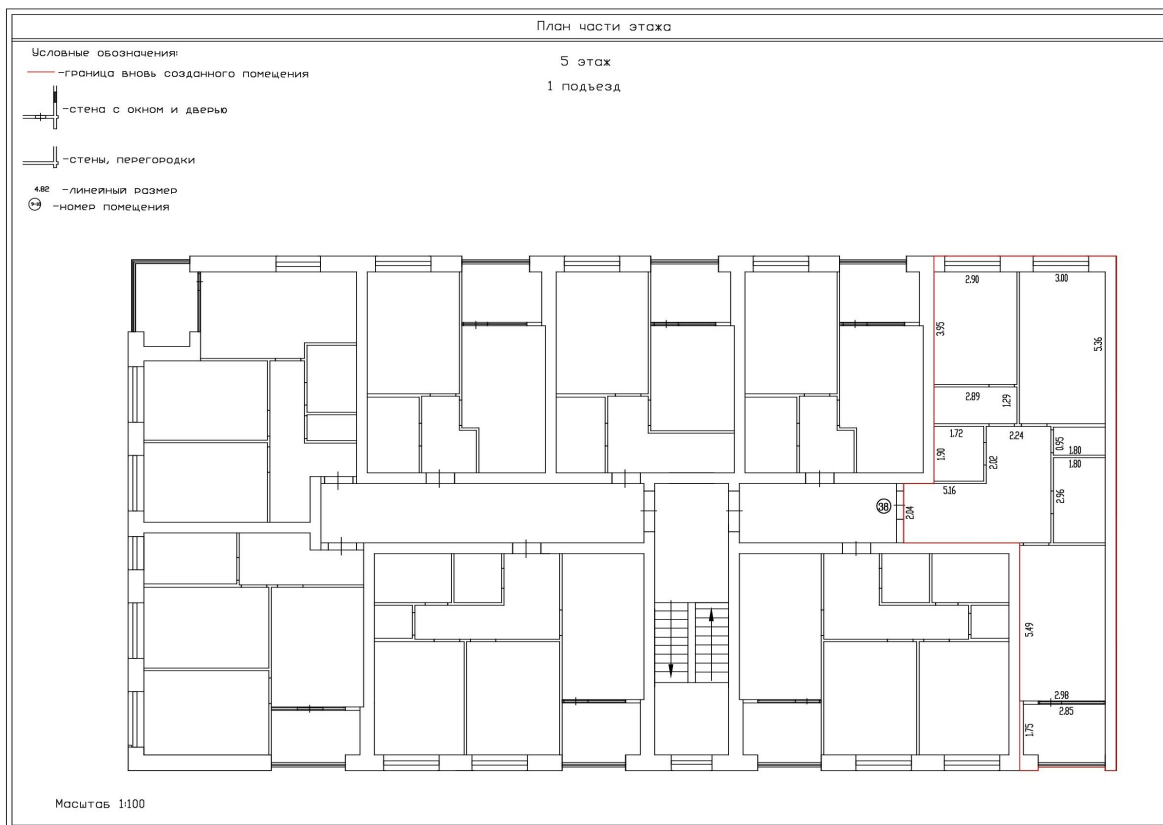 План части этажа
Условные обозначения:
-граница вновь созданного помещения
-стена с окном и дверью
-стены, перегородки
4.82 -линейный размер
-номер помещения
5 этаж
1 подъезд
2.90
3.00
3.95
5.36
2.89
1.29
1.72
2.24
0.95
1.80
1.90
2.02
1.80
5.16
2.96
38
2.04
5.49
2.98
2.85
1.75
Масштаб 1:100